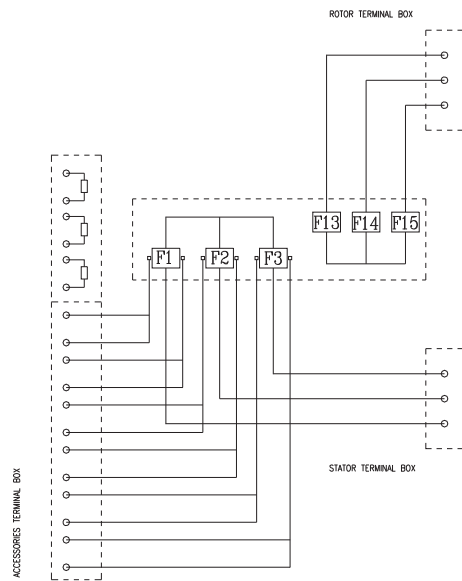 ROTOR TERMINAL BOX
F13 F14 F15
F1 F2 F3
STATOR TERMINAL BOX
ACCESSORIES TERMINAL BOX